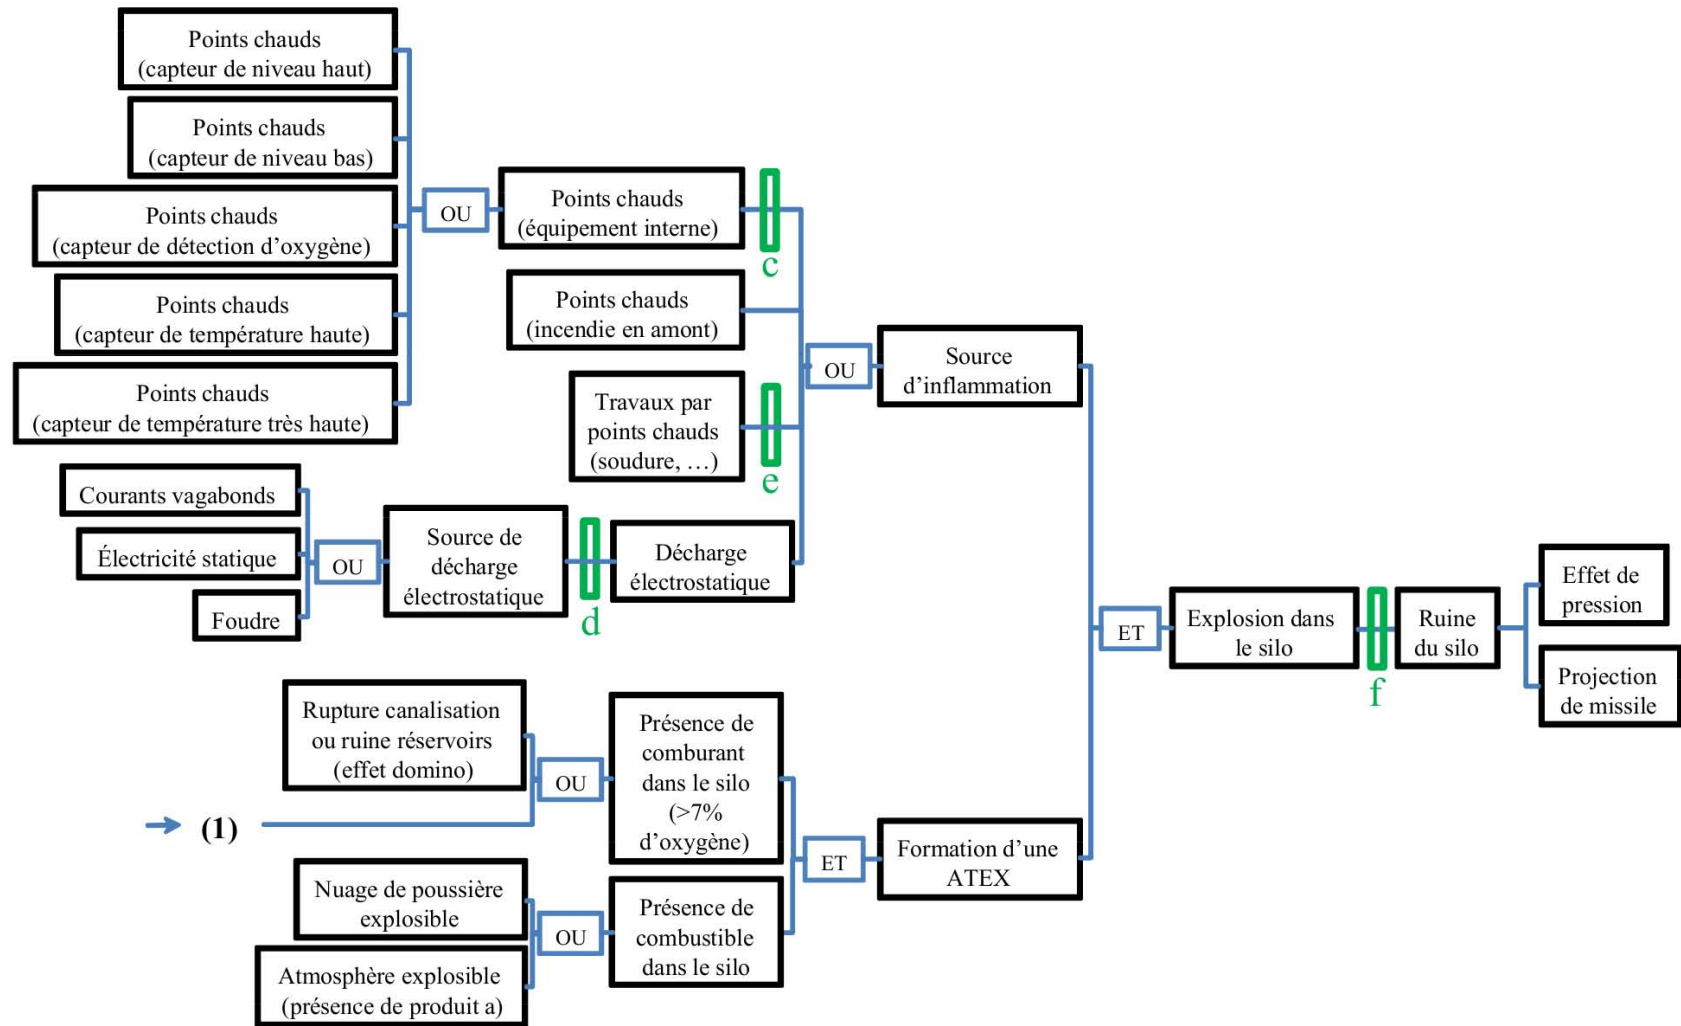 Points chauds
(capteur de niveau haut)
Points chauds
(capteur de niveau bas)
Points chauds
(capteur de détection d’oxygène)
Points chauds
(capteur de température haute)
Points chauds
(capteur de température très haute)
OU
Points chauds
(équipement interne)
c
Points chauds
(incendie en amont)
Travaux par
points chauds
(soudure, …)
e
Courants vagabonds
Électricité statique
Foudre
OU
Source de
décharge
électrostatique
d
Décharge
électrostatique
OU
Source
d’inflammation
Rupture canalisation
ou ruine réservoirs
(effet domino)
(1)
OU
Présence de
comburant
dans le silo
(>7%
d’oxygène)
Nuage de poussière
explosible
Atmosphère explosible
(présence de produit a)
OU
Présence de
combustible
dans le silo
ET
Formation d’une
ATEX
ET
Explosion dans
le silo
f
Ruine
du silo
Effet de
pression
Projection
de missile